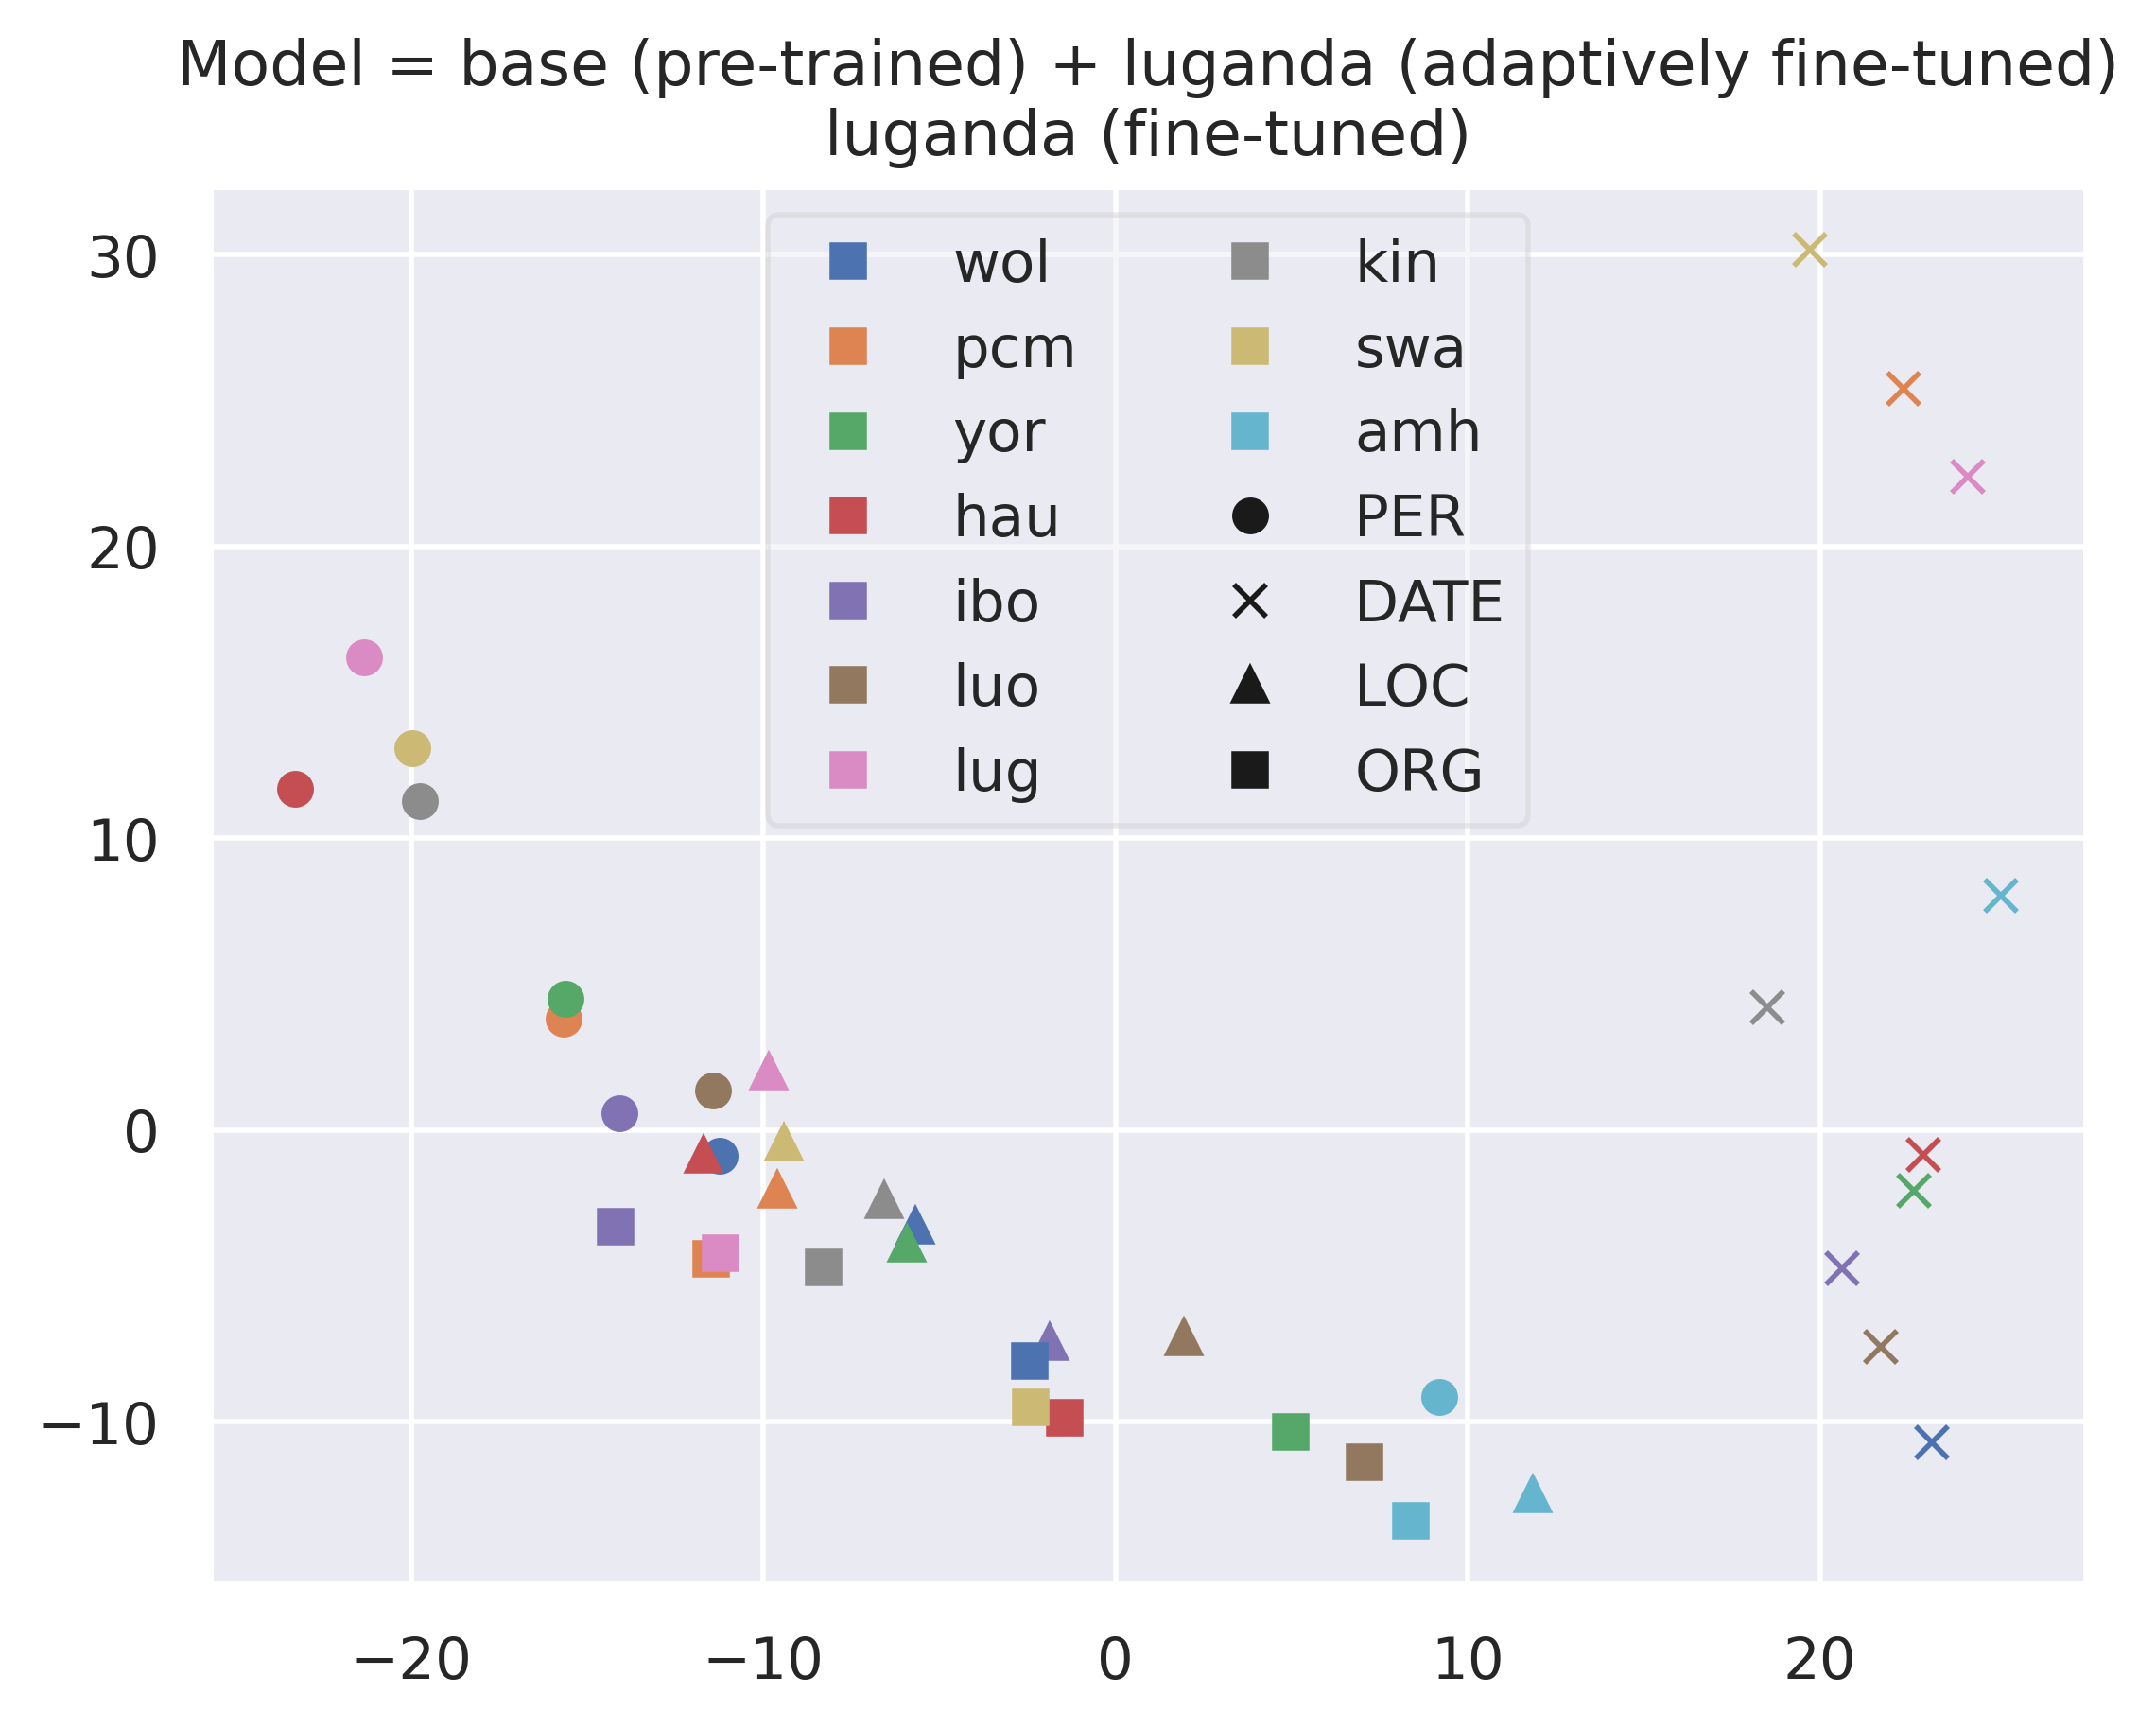 Model = base (pre-trained) + luganda (adaptively fine-tuned)
luganda (fine-tuned)
wol
pcm
yor
hau
ibo
luo
lug
kin
swa
amh
PER
DATE
LOC
ORG
30
20
10
0
−10
−20
−10
0
10
20